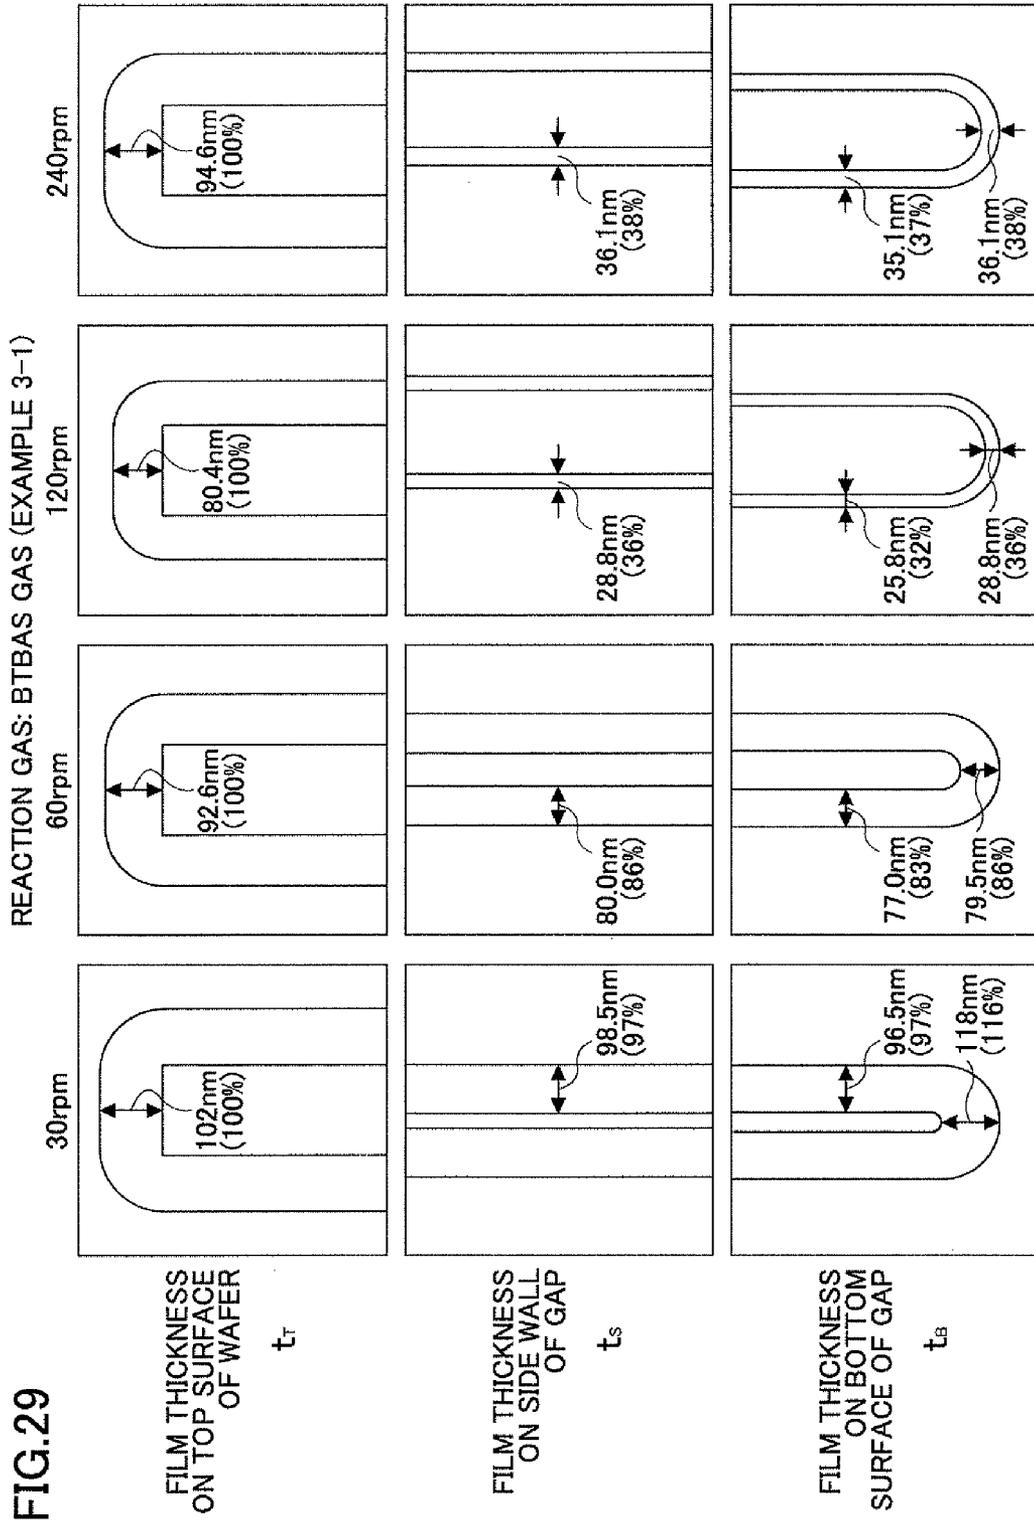 FIG.29
REACTION GAS: BTBAS GAS (EXAMPLE 3-1)
30rpm
60rpm
120rpm
240rpm
FILM THICKNESS
ON TOP SURFACE
OF WAFER
tT
102nm
(100%)
92.6nm
(100%)
80.4nm
(100%)
94.6nm
(100%)
FILM THICKNESS
ON SIDE WALL
OF GAP
tS
98.5nm
(97%)
80.0nm
(86%)
28.8nm
(36%)
36.1nm
(38%)
FILM THICKNESS
ON BOTTOM
SURFACE OF GAP
tB
96.5nm
(97%)
118nm
(116%)
77.0nm
(83%)
79.5nm
(86%)
25.8nm
(32%)
28.8nm
(36%)
35.1nm
(37%)
36.1nm
(38%)